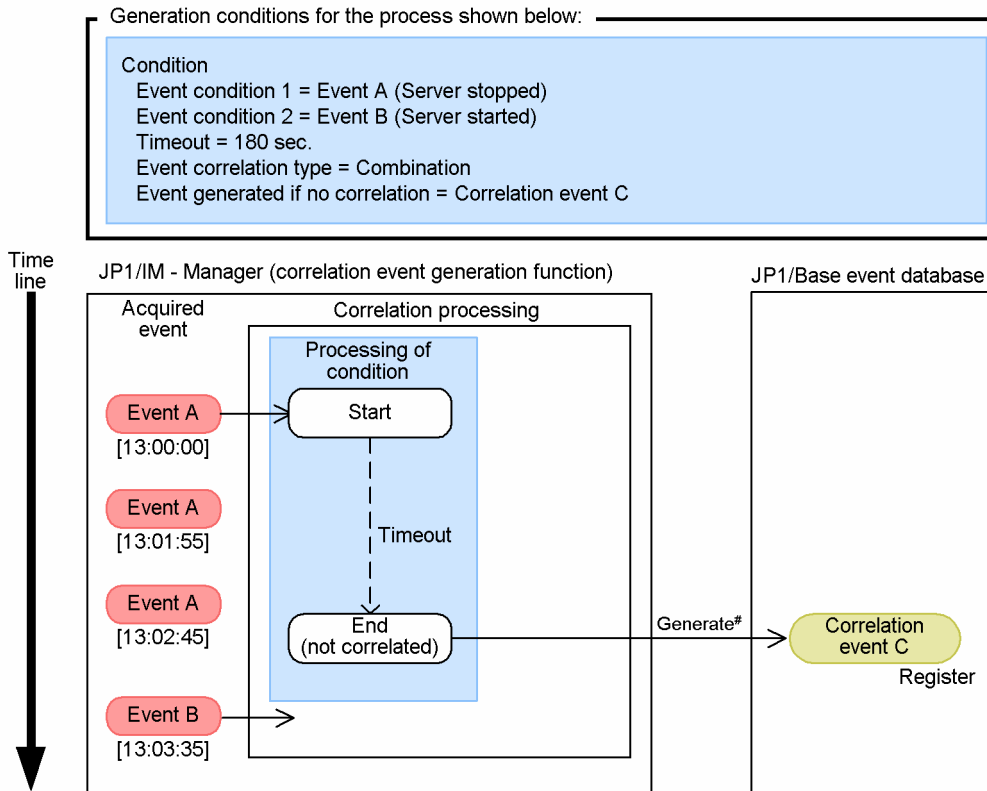 Generation conditions for the process shown below:
Condition
Event condition 1 = Event A (Server stopped)
Event condition 2 = Event B (Server started)
Timeout = 180 sec.
Event correlation type = Combination
Event generated if no correlation = Correlation event C
Time
line
JP1/IM - Manager (correlation event generation function)
JP1/Base event database
Acquired
event
Correlation processing
Processing of
condition
Event A
Start
[13:00:00]
Event A
Timeout
[13:01:55]
Event A
[13:02:45]
End
(not correlated)
Generate#
Correlation
event C
Register
Event B
[13:03:35]